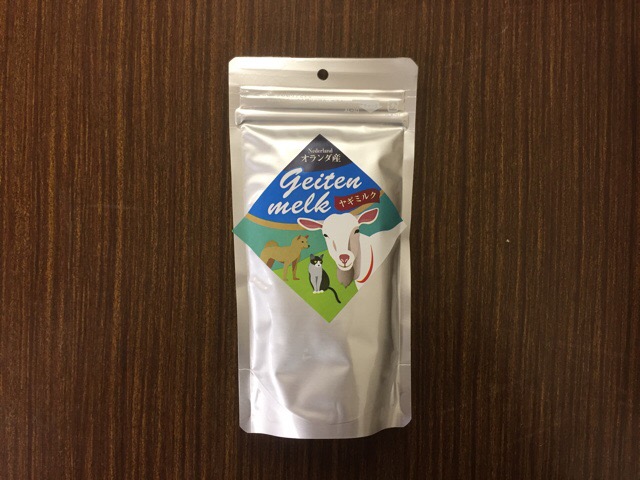 Nederland
オランダ産
Geiten
melk
ヤギミルク